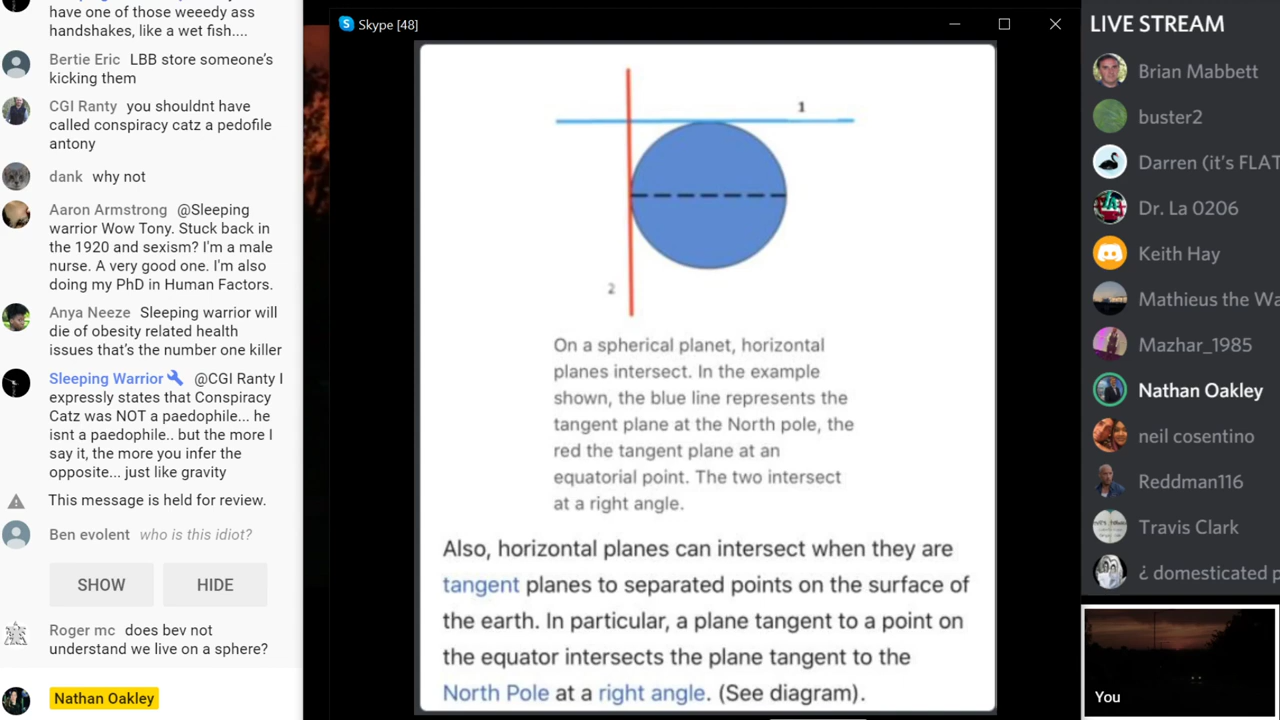 have one of those weeedy ass
handshakes, like a wet fish....
Bertie Eric LBB store someone's
kicking them
CGI Ranty you shouldnt have
called conspiracy catz a pedofile
antony
dank why not
Aaron Armstrong @Sleeping
warrior Wow Tony. Stuck back in
the 1920 and sexism? I'm a male
nurse. A very good one. I'm also
doing my PhD in Human Factors.
Anya Neeze Sleeping warrior will
die of obesity related health
issues that's the number one killer
Sleeping Warrior @CGI Ranty I
expressly states that Conspiracy
Catz was NOT a paedophile... he
isnt a paedophile.. but the more I
say it, the more you infer the
opposite... just like gravity
This message is held for review.
Ben evolent who is this idiot?
SHOW HIDE
Roger mc does bev not
understand we live on a sphere?
Nathan Oakley
Skype [48]
1
2
On a spherical planet, horizontal
planes intersect. In the example
shown, the blue line represents the
tangent plane at the North pole, the
red the tangent plane at an
equatorial point. The two intersect
at a right angle.
Also, horizontal planes can intersect when they are
tangent planes to separated points on the surface of
the earth. In particular, a plane tangent to a point on
the equator intersects the plane tangent to the
North Pole at a right angle. (See diagram).
LIVE STREAM
Brian Mabbett
buster2
Darren (it's FLAT
Dr. La 0206
Keith Hay
Mathieus the Wa
Mazhar_1985
Nathan Oakley
neil cosentino
Reddman116
Travis Clark
¿ domesticated p
You